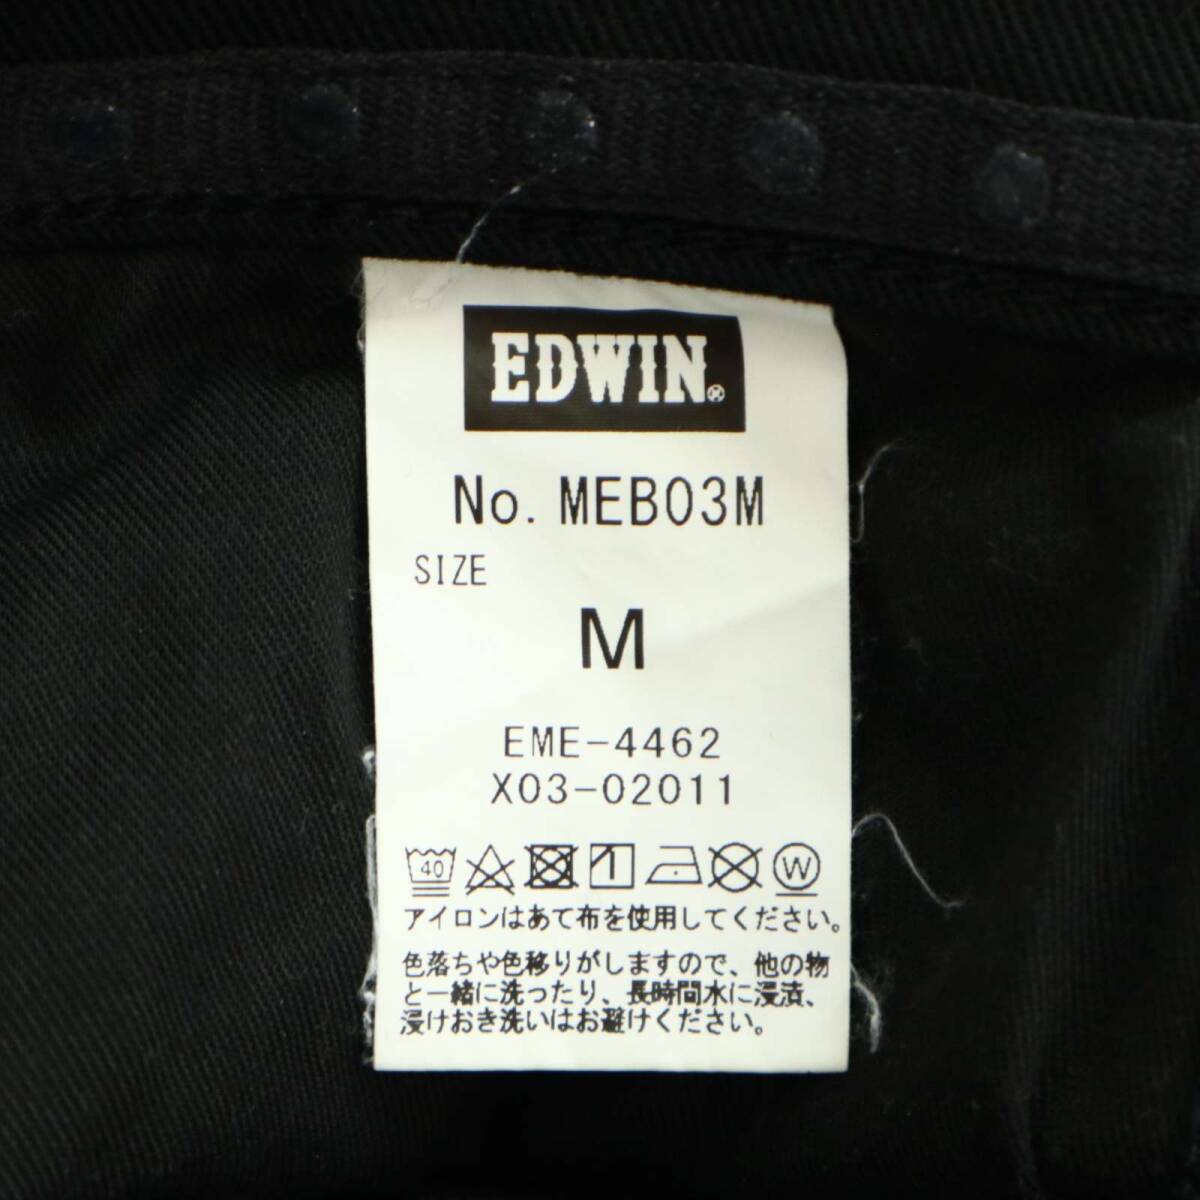 EDWIN®
No. MEB03M
SIZE
M
EME-4462
X03-02011
40 W
アイロンはあて布を使用してください。
色落ちや色移りがしますので、他の物
と一緒に洗ったり、長時間水に浸漬、
浸けおき洗いはお避けください。